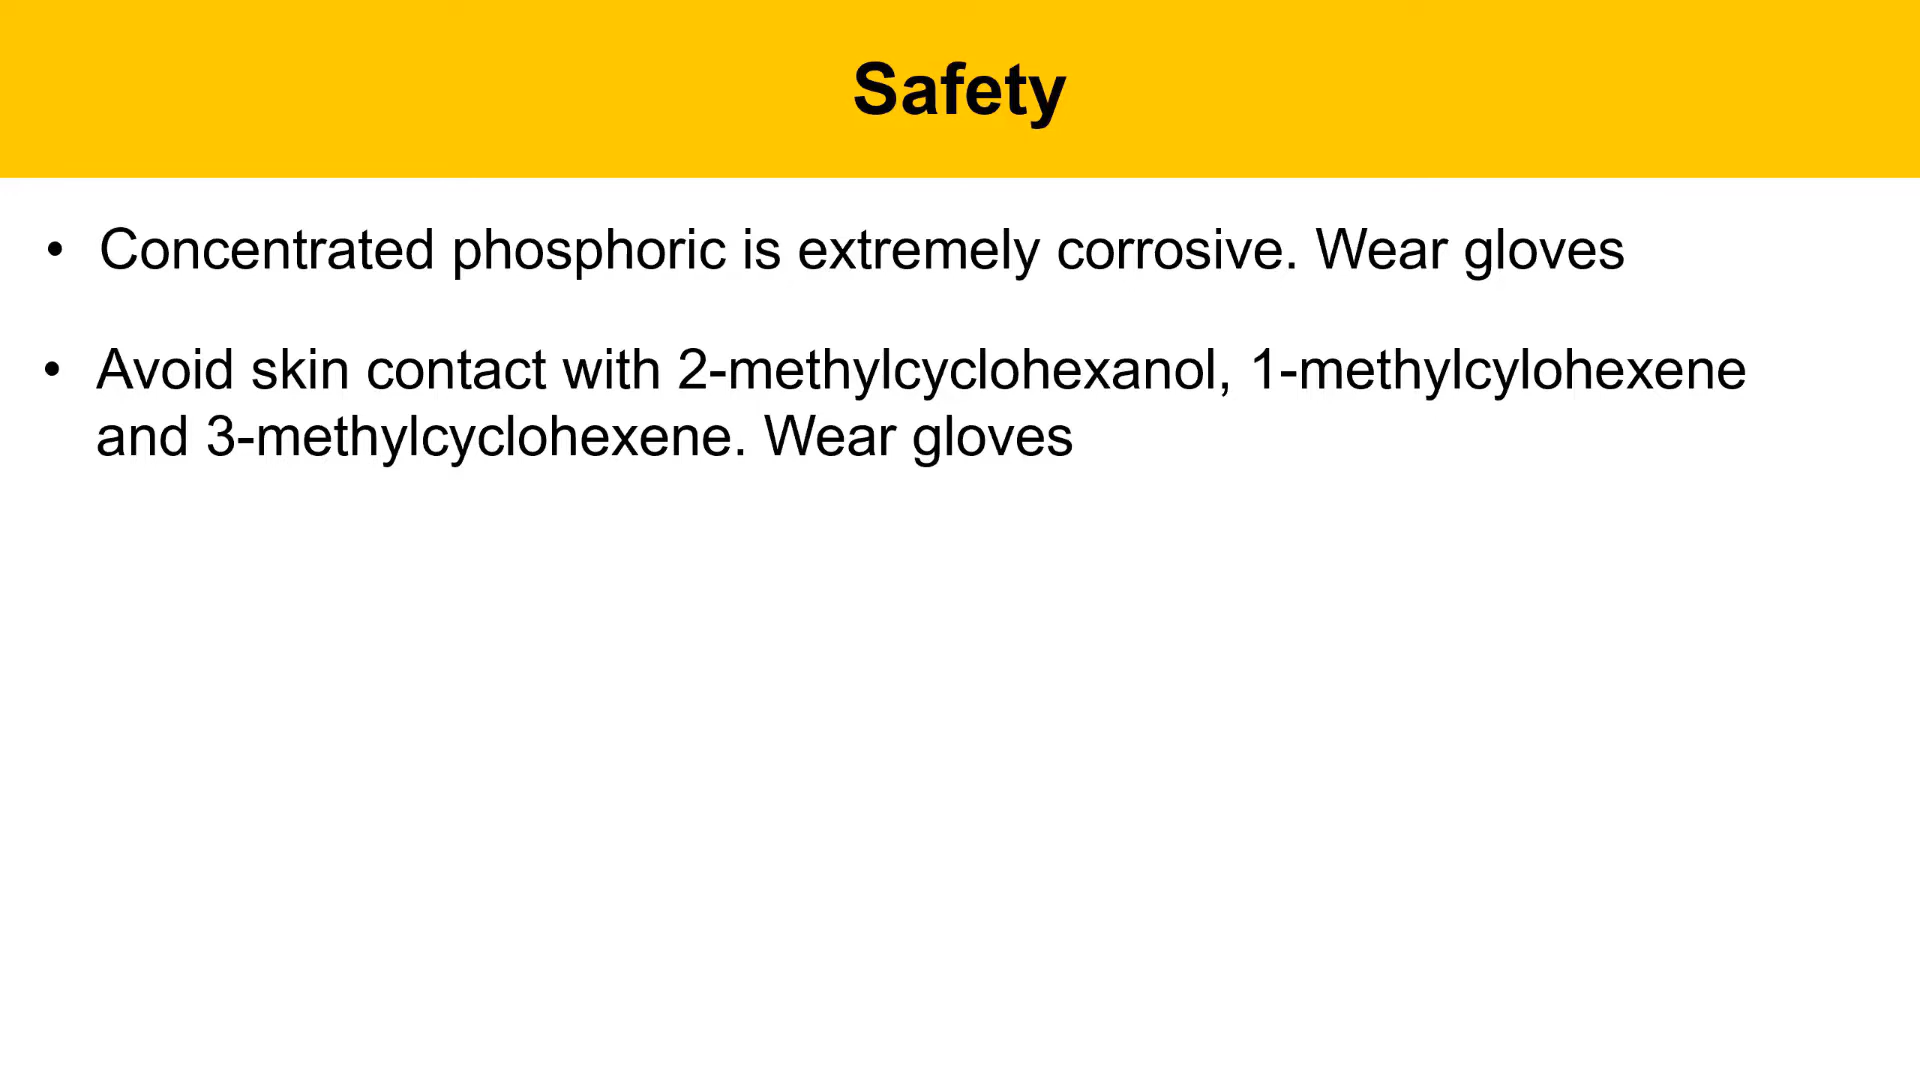 Safety
• Concentrated phosphoric is extremely corrosive. Wear gloves
• Avoid skin contact with 2-methylcyclohexanol, 1-methylcylohexene
and 3-methylcyclohexene. Wear gloves